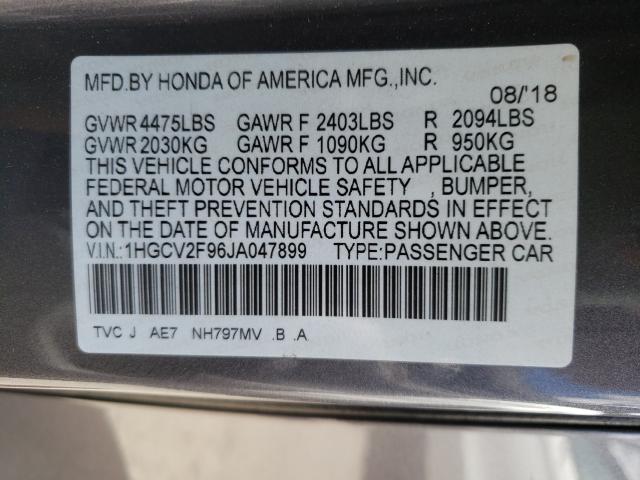 MFD.BY HONDA OF AMERICA MFG.,INC.
08/'18
GVWR 4475LBS GAWR F 2403LBS R 2094LBS
GVWR 2030KG GAWR F 1090KG R 950KG
THIS VEHICLE CONFORMS TO ALL APPLICABLE
FEDERAL MOTOR VEHICLE SAFETY , BUMPER,
AND THEFT PREVENTION STANDARDS IN EFFECT
ON THE DATE OF MANUFACTURE SHOWN ABOVE.
V.I.N.:1HGCV2F96JA047899 TYPE:PASSENGER CAR
TVC J AE7 NH797MV .B .A